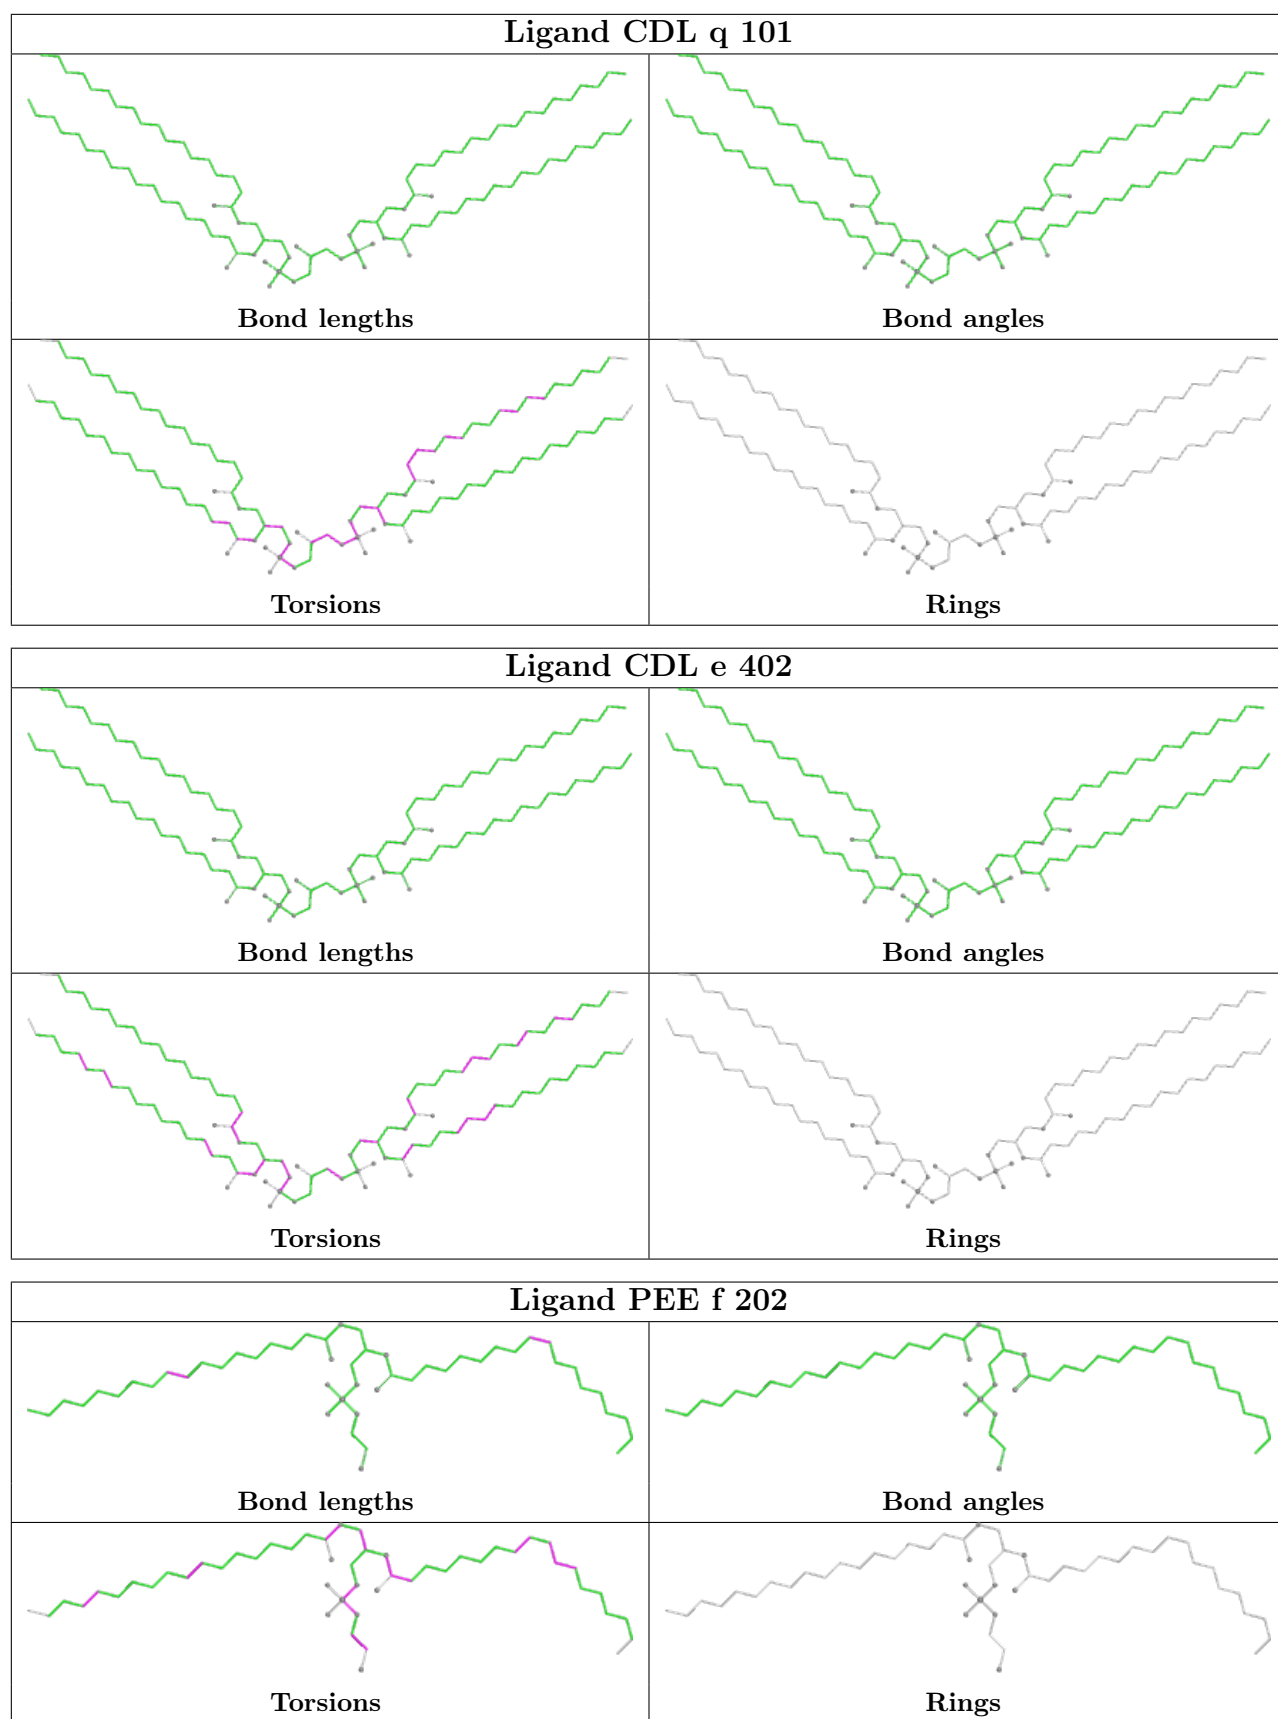 Ligand CDL q 101
Bond lengths
Bond angles
Torsions
Rings
Ligand CDL e 402
Bond lengths
Bond angles
Torsions
Rings
Ligand PEE f 202
Bond lengths
Bond angles
Torsions
Rings